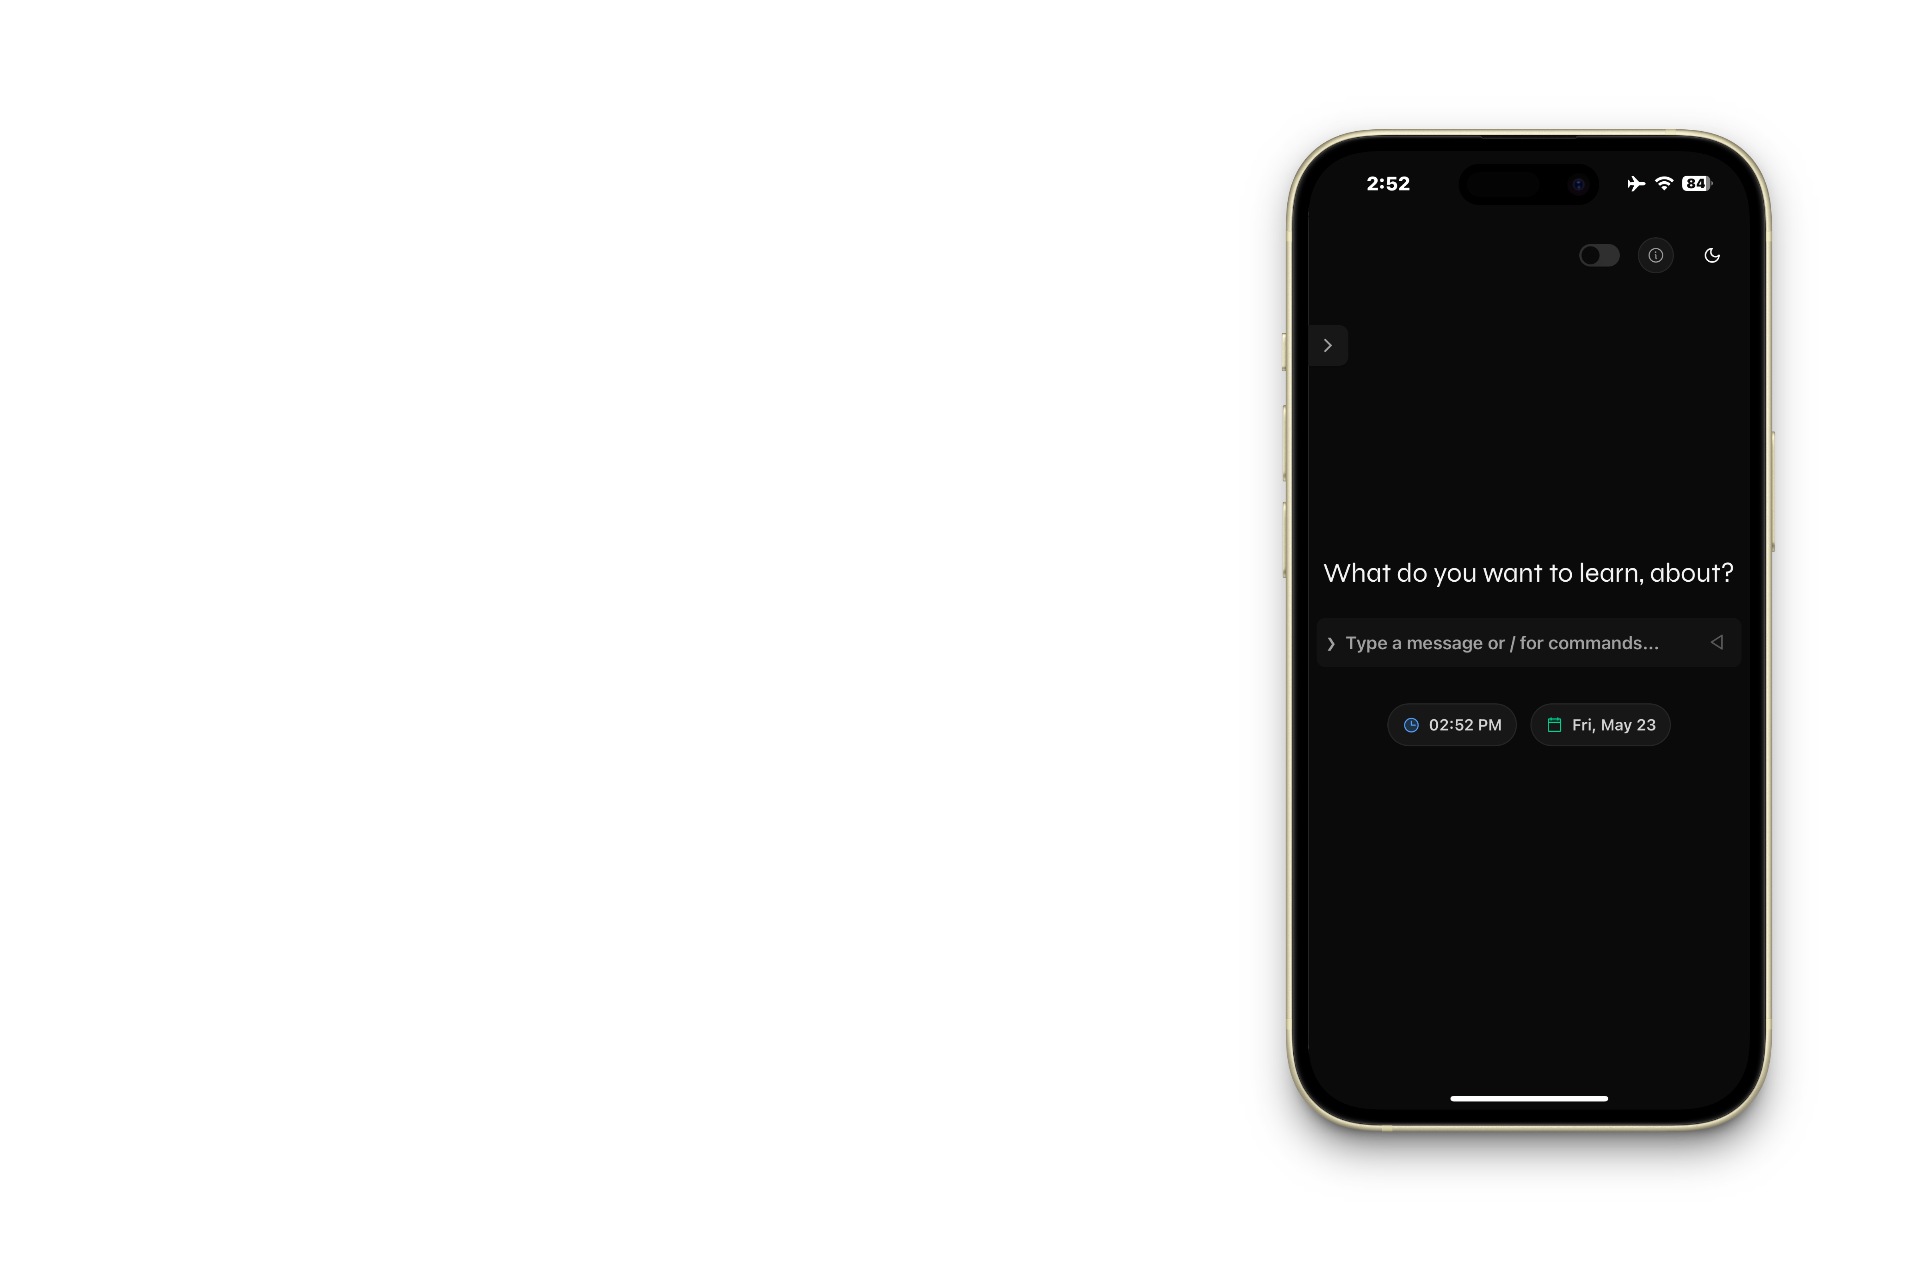 2:52
84
What do you want to learn, about?
Type a message or / for commands...
02:52 PM
Fri, May 23